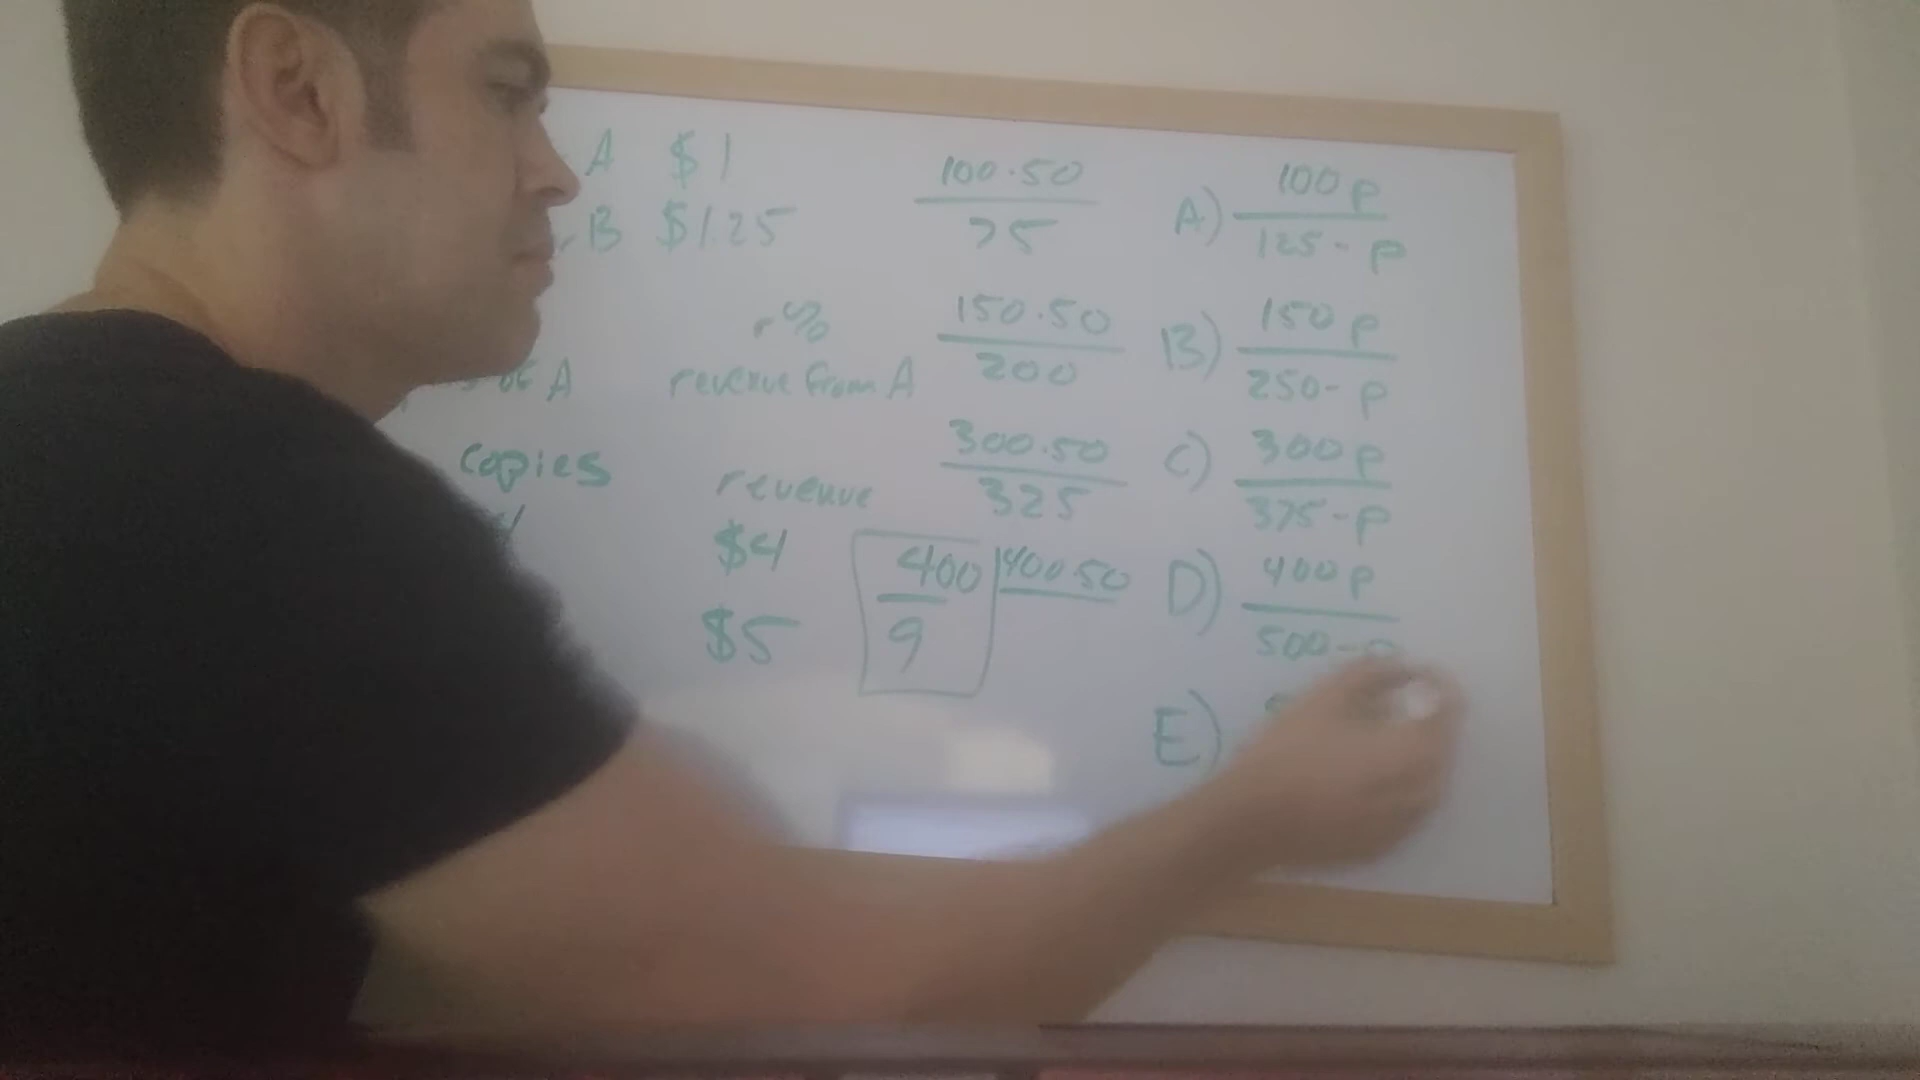 A $1
B $1.25
r%
of A revenue from A
copies
revenue
$4
$5
400
9
100.50
75
150.50
200
300.50
325
400.50
A) 100p
125-p
B) 150p
250-p
C) 300p
375-p
D) 400p
500-p
E)